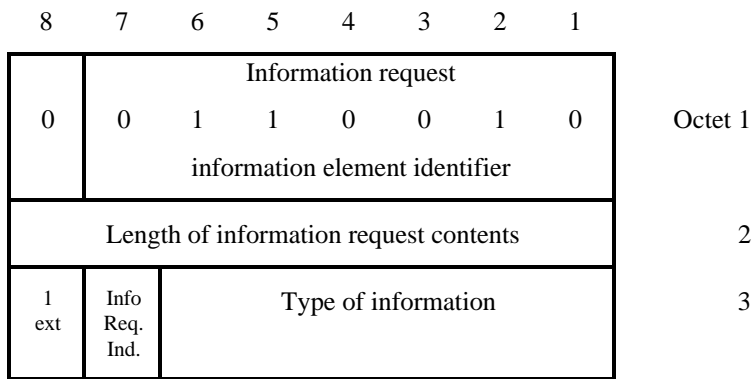 8 7 6 5 4 3 2 1
Information request
0 0 1 1 0 0 1 0 Octet 1
information element identifier
Length of information request contents 2
1 Info Type of information 3
ext Req.
Ind.